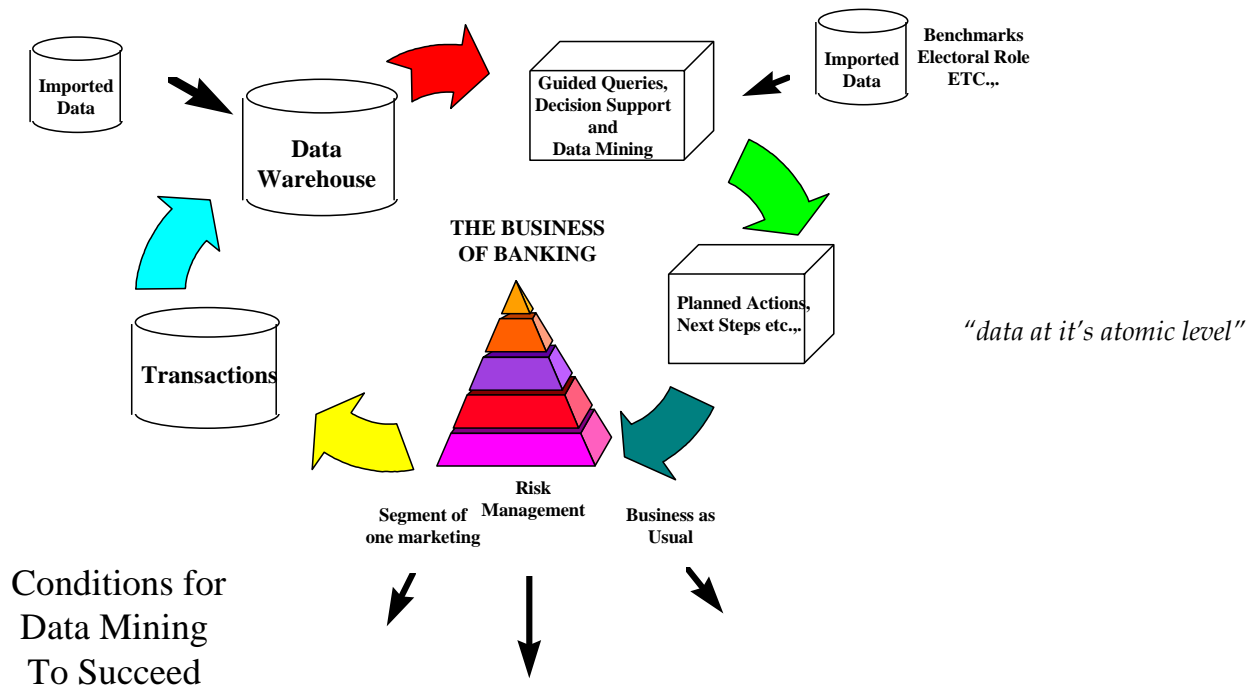 Imported
Data
Data
Warehouse
Guided Queries,
Decision Support
and
Data Mining
Imported
Data
Benchmarks
Electoral Role
ETC.,.
THE BUSINESS
OF BANKING
Planned Actions,
Next Steps etc.,.
“data at it’s atomic level”
Transactions
Segment of
one marketing
Risk
Management
Business as
Usual
Conditions for
Data Mining
To Succeed